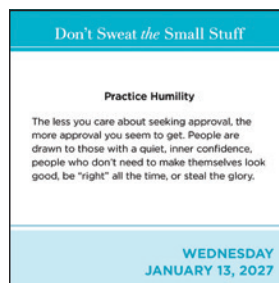 Don't Sweat the Small Stuff
Practice Humility
The less you care about seeking approval, the
more approval you seem to get. People are
drawn to those with a quiet, inner confidence,
people who don't need to make themselves look
good, be “right” all the time, or steal the glory.
WEDNESDAY
JANUARY 13, 2027